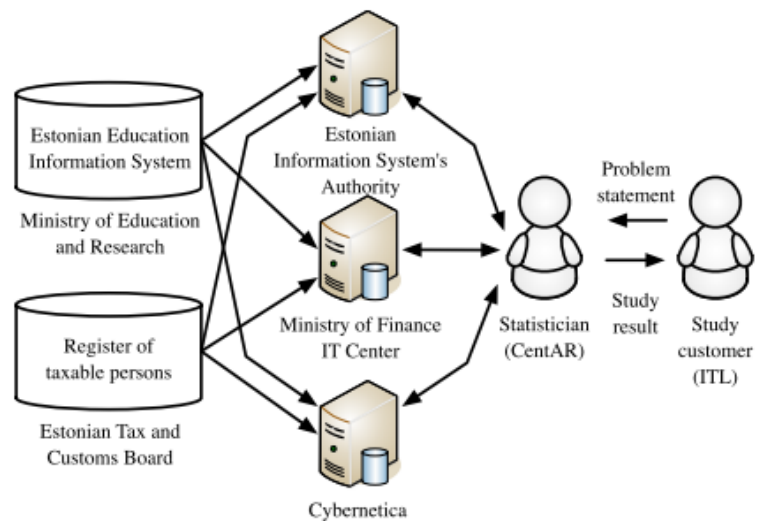 Estonian Education
Information System
Ministry of Education
and Research
Register of
taxable persons
Estonian Tax and
Customs Board
Estonian
Information System's
Authority
Ministry of Finance
IT Center
Cybernetica
Statistician
(CentAR)
Problem
statement
Study
result
Study
customer
(ITL)